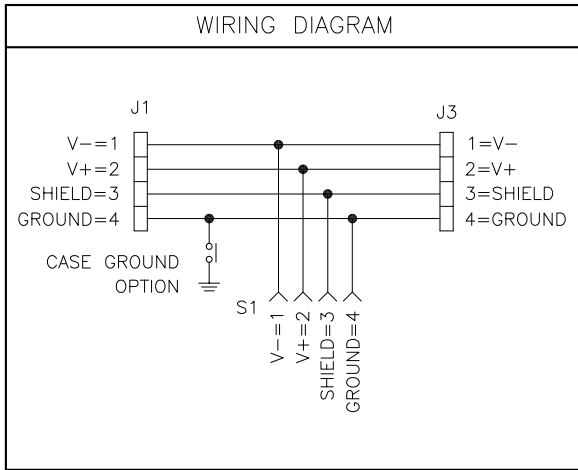 WIRING DIAGRAM
J1
J3
V-=1
1=V-
V+=2
2=V+
SHIELD=3
3=SHIELD
GROUND=4
4=GROUND
CASE GROUND
OPTION
S1
V-=1
V+=2
SHIELD=3
GROUND=4